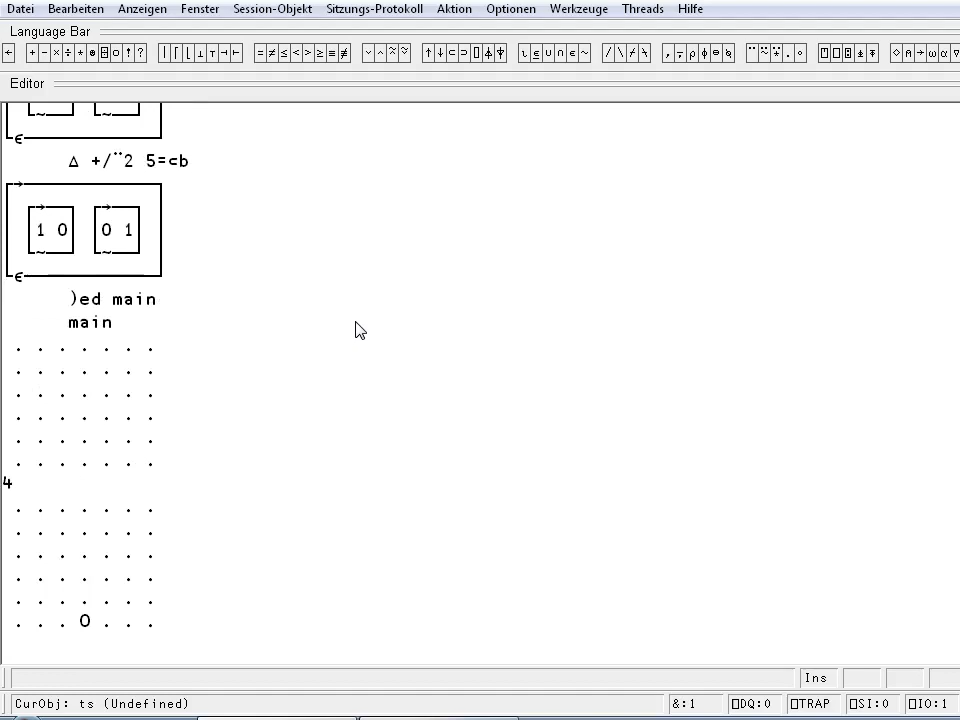 Datei Bearbeiten Anzeigen Fenster Session-Objekt Sitzungs-Protokoll Aktion Optionen Werkzeuge Threads Hilfe
Language Bar
← + - × ÷ * ⍟ ⌹ ○ ! ? | ⌈ ⌊ ⊥ ⊤ ⊣ ⊢ = ≠ ≤ < > ≥ ≡ ≢ ∨ ∧ ⍲ ⍱ ↑ ↓ ⊂ ⊃ ⌷ ⍋ ⍒ ⍳ ∪ ∩ ∊ ~ / \ ⌿ ⍀ , ⍪ ⍴ ⌽ ⊖ ⍉ ¨ ⍨ ⍣ . ∘ ⍞ ⎕ ⍠ ⍎ ⍕ ⋄ ⍝ → ⍵ ⍺ ∇
Editor
∆ +/¨2 5=⊂b
→
→ →
1 0 0 1
~ ~
∊
)ed main
main
. . . . . . .
. . . . . . .
. . . . . . .
. . . . . . .
. . . . . . .
. . . . . . .
4
. . . . . . .
. . . . . . .
. . . . . . .
. . . . . . .
. . . . . . .
. . . O . . .
Ins
CurObj: ts (Undefined) &:1 ⎕DQ:0 ⎕TRAP ⎕SI:0 ⎕IO:1